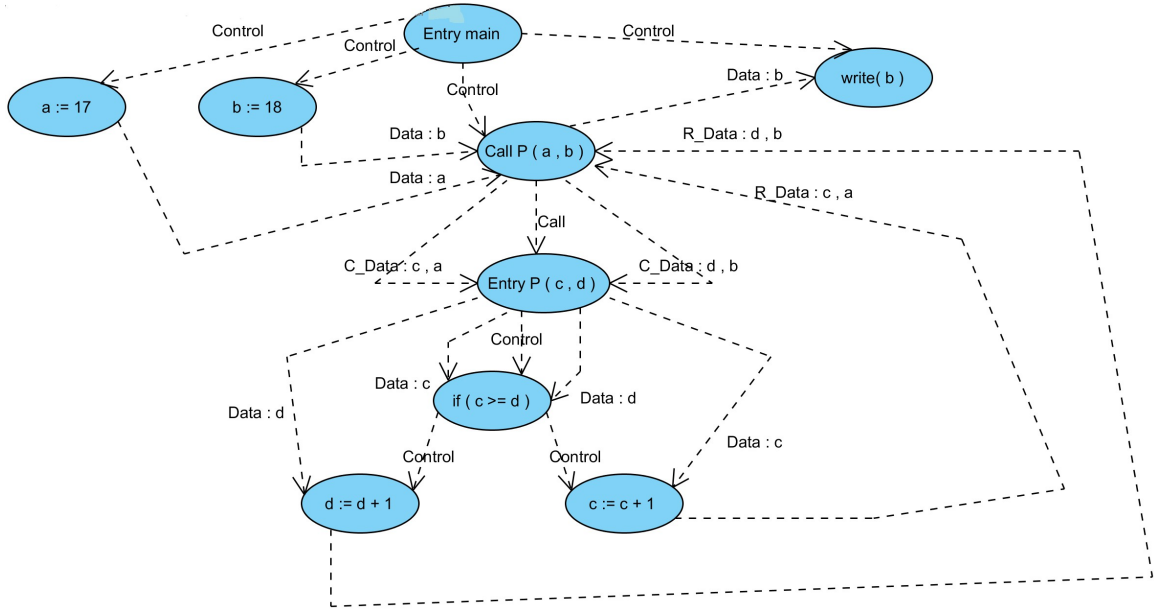 Control
Entry main
Control
Control
Control
Data : b
write( b )
a := 17
b := 18
Data : b
R_Data : d , b
Call P ( a , b )
Data : a
R_Data : c , a
Call
C_Data : c , a
C_Data : d , b
Entry P ( c , d )
Control
Data : c
if ( c >= d )
Data : d
Data : d
Data : c
Control
Control
d := d + 1
c := c + 1